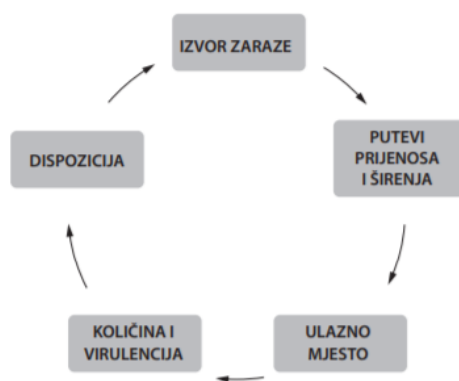 IZVOR ZARAZE
PUTEVI
PRIJENOSA
I ŠIRENJA
ULAZNO
MJESTO
KOLIČINA I
VIRULENCIJA
DISPOZICIJA